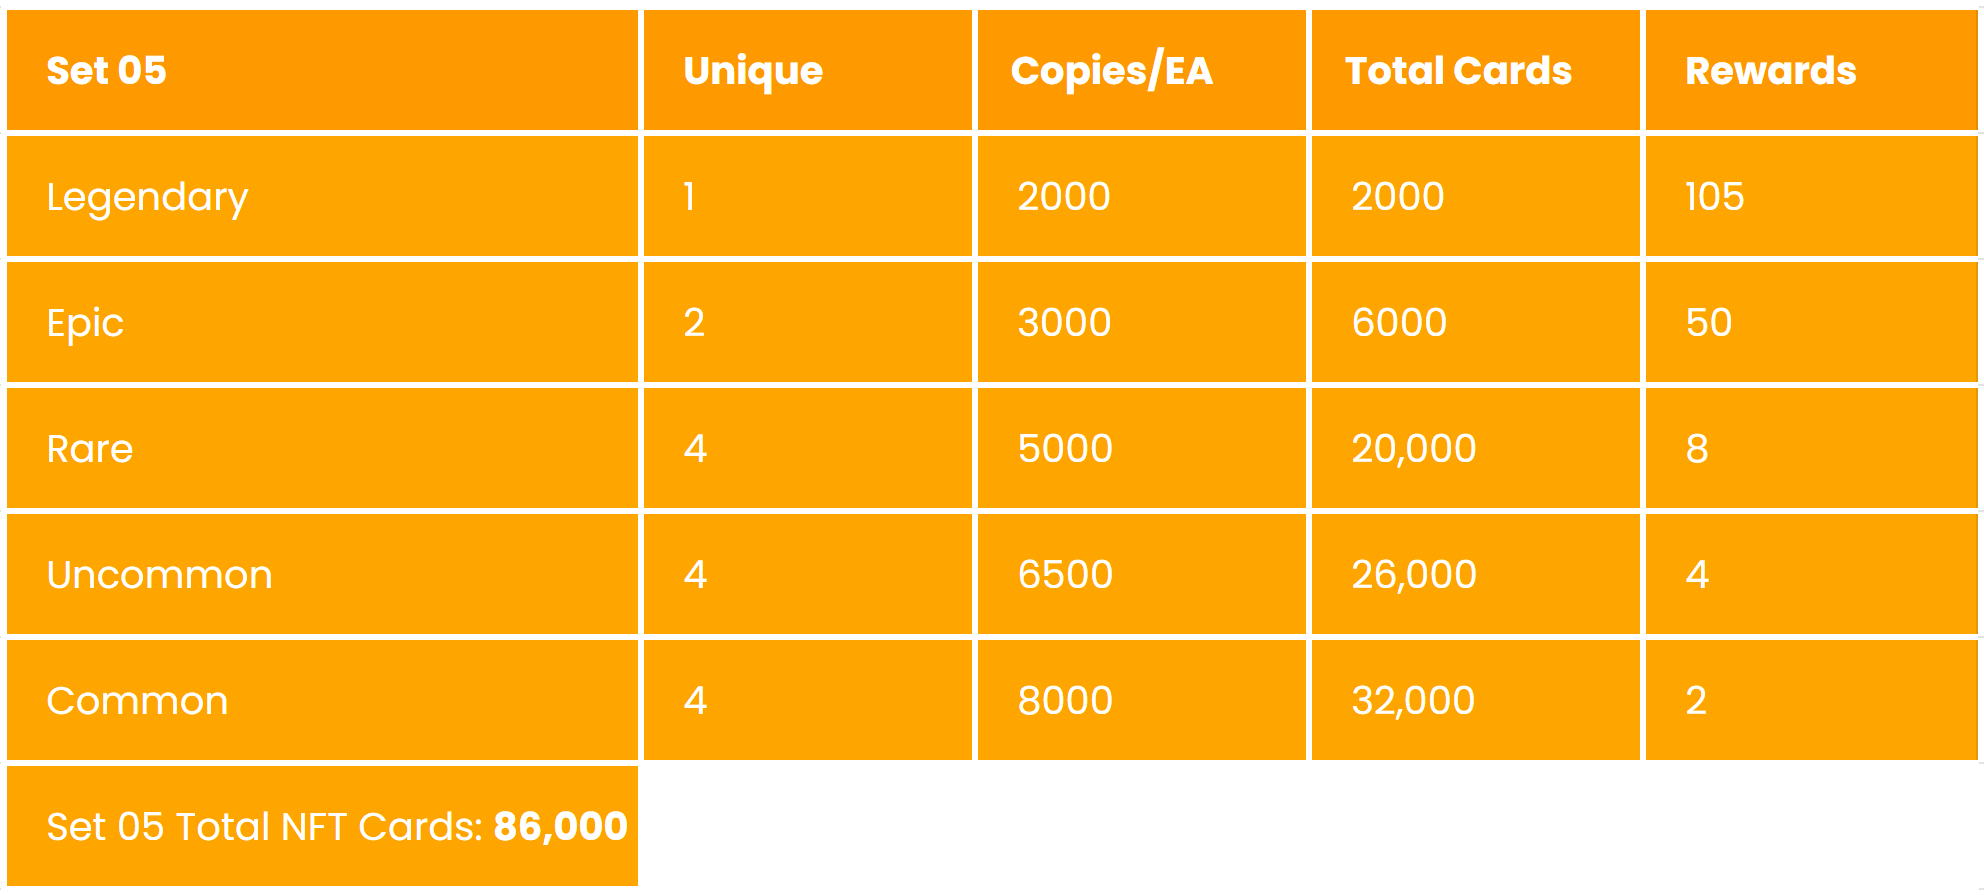 Set 05 Unique Copies/EA Total Cards Rewards
Legendary 1 2000 2000 105
Epic 2 3000 6000 50
Rare 4 5000 20,000 8
Uncommon 4 6500 26,000 4
Common 4 8000 32,000 2
Set 05 Total NFT Cards: 86,000